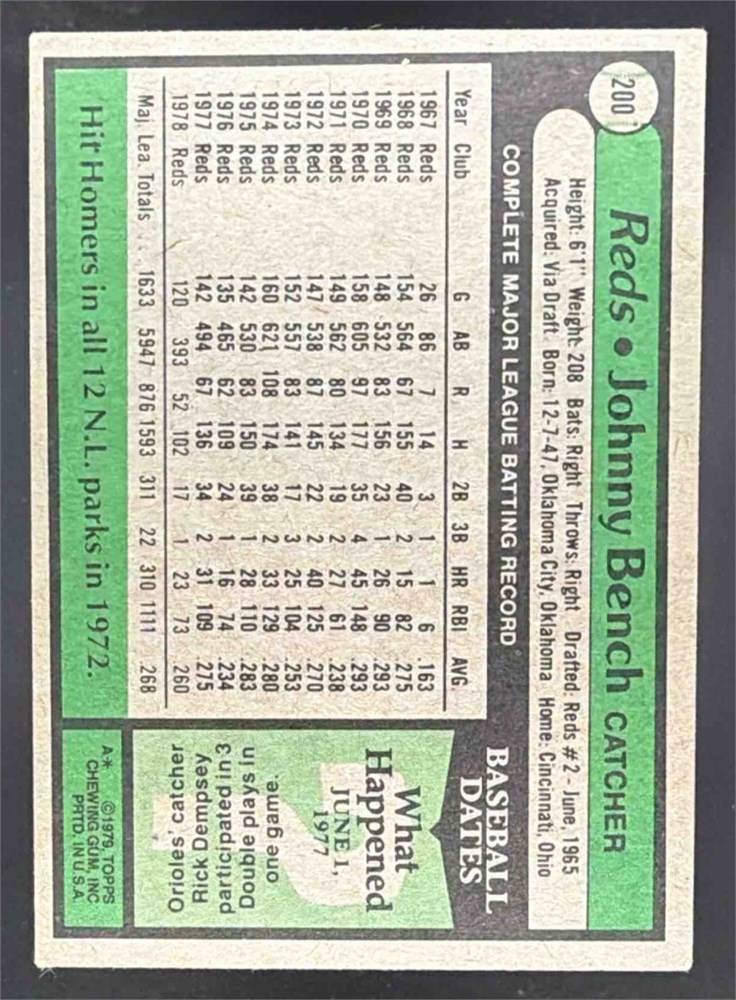 200
Reds • Johnny Bench CATCHER
Height: 6'1" Weight: 208 Bats: Right Throws: Right Drafted: Reds #2 - June, 1965
Acquired: Via Draft. Born: 12-7-47, Oklahoma City, Oklahoma Home: Cincinnati, Ohio
COMPLETE MAJOR LEAGUE BATTING RECORD
Year Club G AB R H 2B 3B HR RBI AVG.
1967 Reds 26 86 7 14 3 1 1 6 .163
1968 Reds 154 564 67 155 40 2 15 82 .275
1969 Reds 148 532 83 156 23 1 26 90 .293
1970 Reds 158 605 97 177 35 4 45 148 .293
1971 Reds 149 562 80 134 19 2 27 61 .238
1972 Reds 147 538 87 145 22 2 40 125 .270
1973 Reds 152 557 83 141 17 3 25 104 .253
1974 Reds 160 621 108 174 38 2 33 129 .280
1975 Reds 142 530 83 150 39 1 28 110 .283
1976 Reds 135 465 62 109 24 1 16 74 .234
1977 Reds 142 494 67 136 34 2 31 109 .275
1978 Reds 120 393 52 102 17 1 23 73 .260
Maj. Lea. Totals . . . 1633 5947 876 1593 311 22 310 1111 .268
Hit Homers in all 12 N.L. parks in 1972.
BASEBALL
DATES
What
Happened
JUNE 1,
1977
Orioles' catcher
Rick Dempsey
participated in 3
Double plays in
one game.
A* ©1979, TOPPS
CHEWING GUM, INC
PRTD. IN U.S.A.